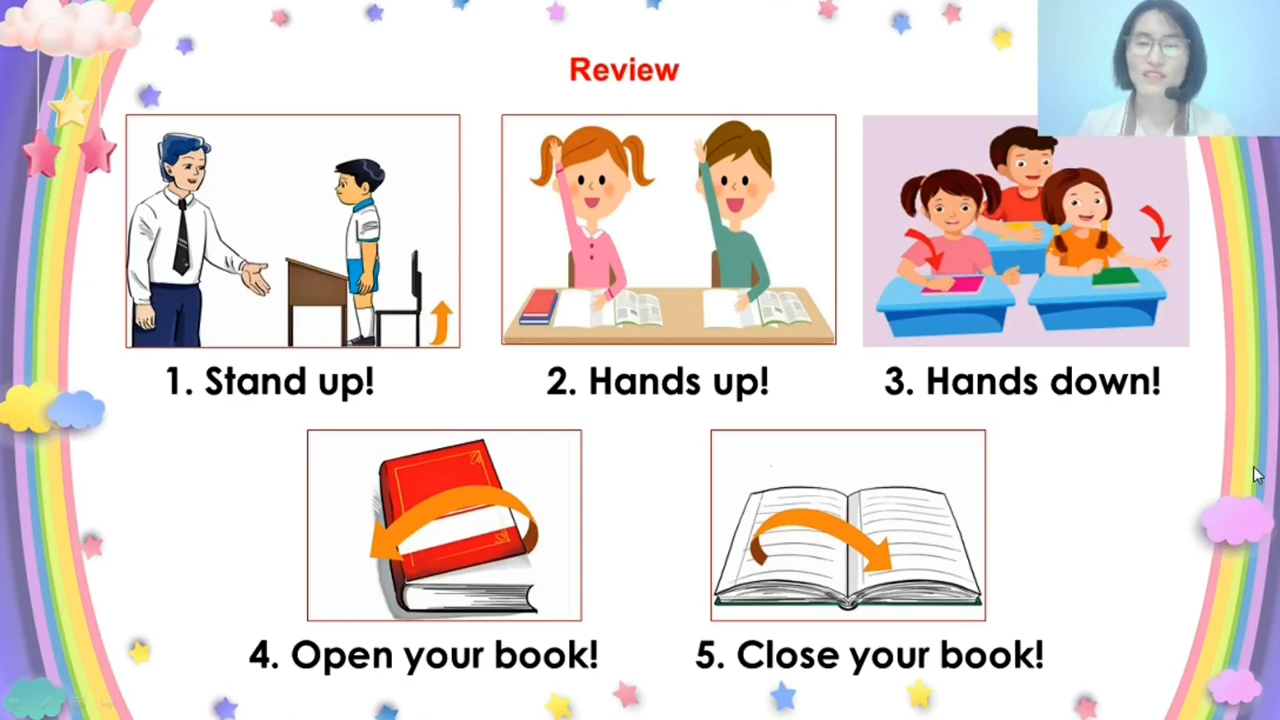 Review
1. Stand up!
2. Hands up!
3. Hands down!
4. Open your book!
5. Close your book!